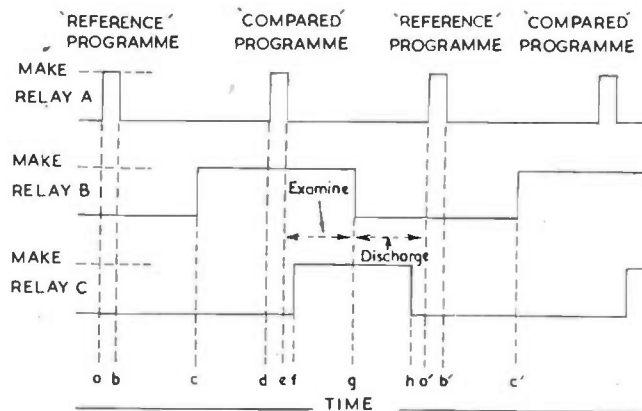 'REFERENCE' 'COMPARED' 'REFERENCE' 'COMPARED'
PROGRAMME PROGRAMME PROGRAMME PROGRAMME
MAKE
RELAY A
MAKE
RELAY B
Examine
Discharge
MAKE
RELAY C
a b c d e f g h a' b' c'
TIME